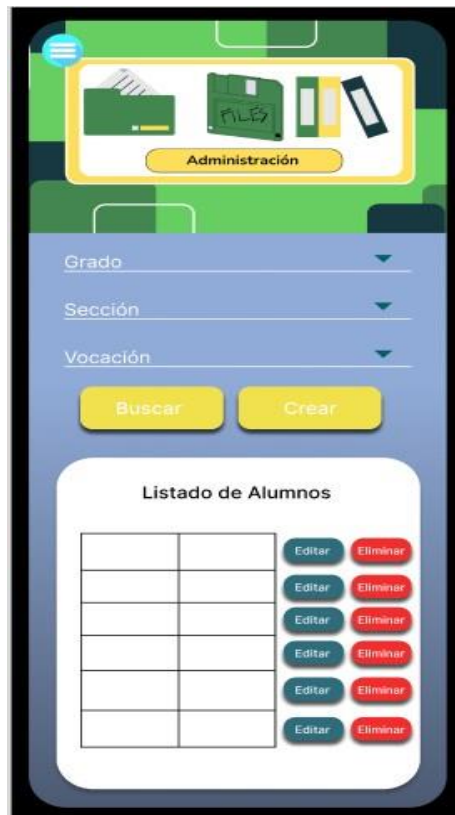 FILES
Administración
Grado
Sección
Vocación
Buscar Crear
Listado de Alumnos
Editar Eliminar
Editar Eliminar
Editar Eliminar
Editar Eliminar
Editar Eliminar
Editar Eliminar